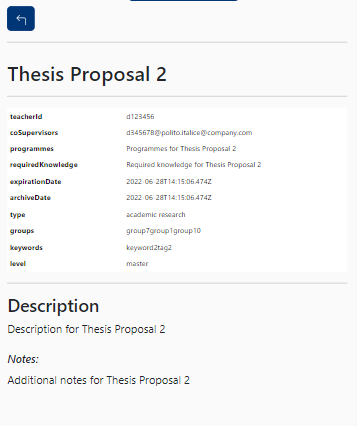 Thesis Proposal 2
teacherId d123456
coSupervisors d345678@polito.italice@company.com
programmes Programmes for Thesis Proposal 2
requiredKnowledge Required knowledge for Thesis Proposal 2
expirationDate 2022-06-28T14:15:06.474Z
archiveDate 2022-06-28T14:15:06.474Z
type academic research
groups group7group1group10
keywords keyword2tag2
level master
Description
Description for Thesis Proposal 2
Notes:
Additional notes for Thesis Proposal 2